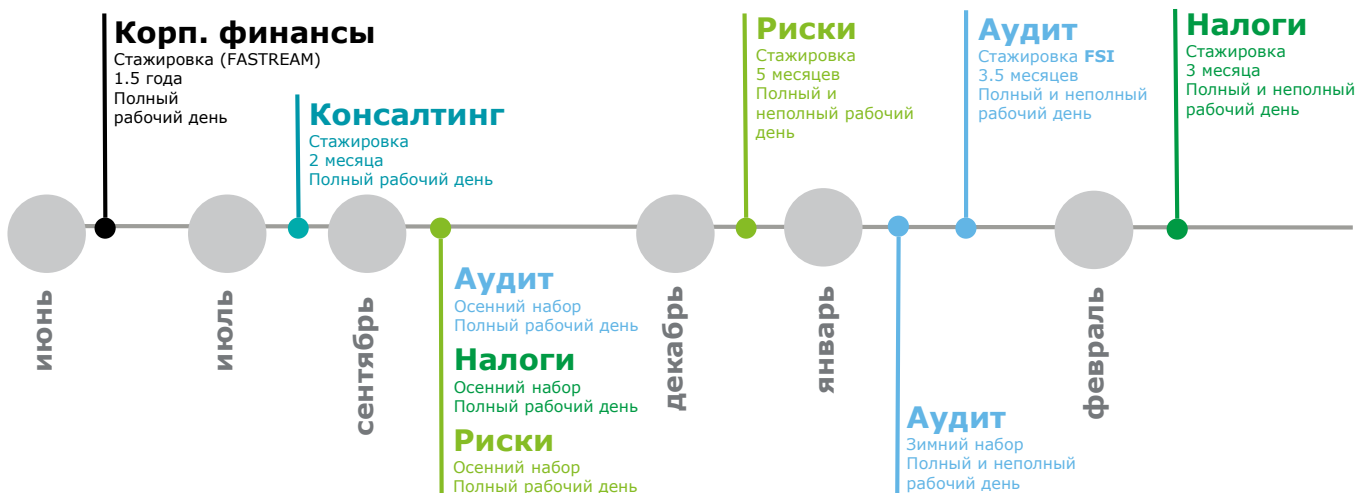 Корп. финансы
Стажировка (FASTREAM)
1.5 года
Полный
рабочий день
Консалтинг
Стажировка
2 месяца
Полный рабочий день
Риски
Стажировка
5 месяцев
Полный и
неполный рабочий
день
Аудит
Стажировка FSI
3.5 месяцев
Полный и неполный
рабочий день
Налоги
Стажировка
3 месяца
Полный и неполный
рабочий день
июнь
июль
сентябрь
декабрь
январь
февраль
Аудит
Осенний набор
Полный рабочий день
Налоги
Осенний набор
Полный рабочий день
Риски
Осенний набор
Полный рабочий день
Аудит
Зимний набор
Полный и неполный
рабочий день